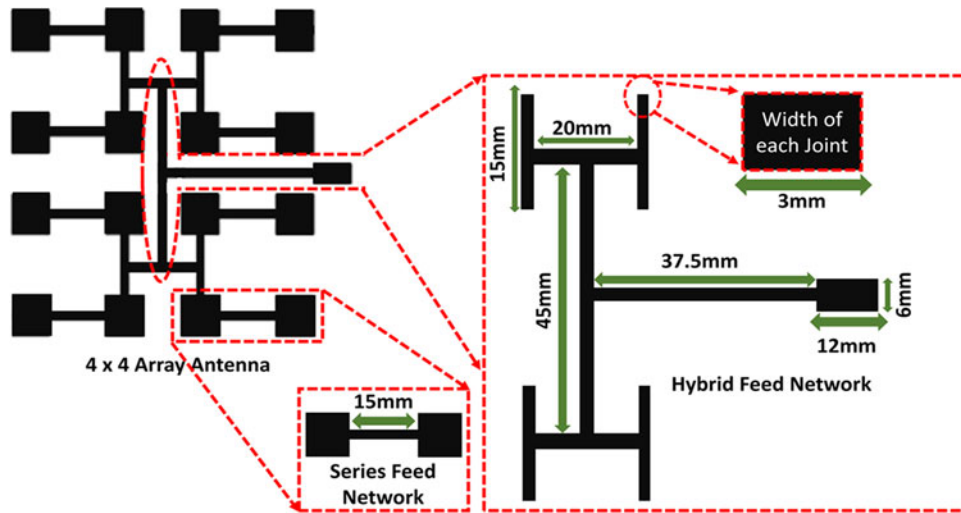 4 x 4 Array Antenna
15mm
Series Feed
Network
15mm
20mm
Width of
each Joint
3mm
37.5mm
45mm
6mm
12mm
Hybrid Feed Network